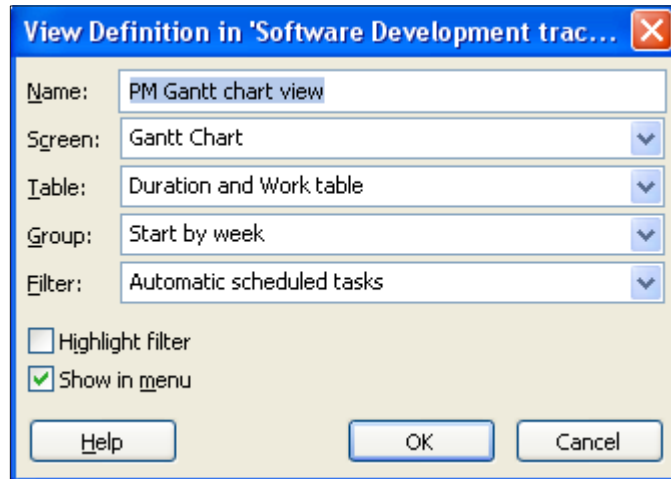 View Definition in 'Software Development trac...
Name: PM Gantt chart view
Screen: Gantt Chart
Table: Duration and Work table
Group: Start by week
Filter: Automatic scheduled tasks
Highlight filter
Show in menu
Help OK Cancel